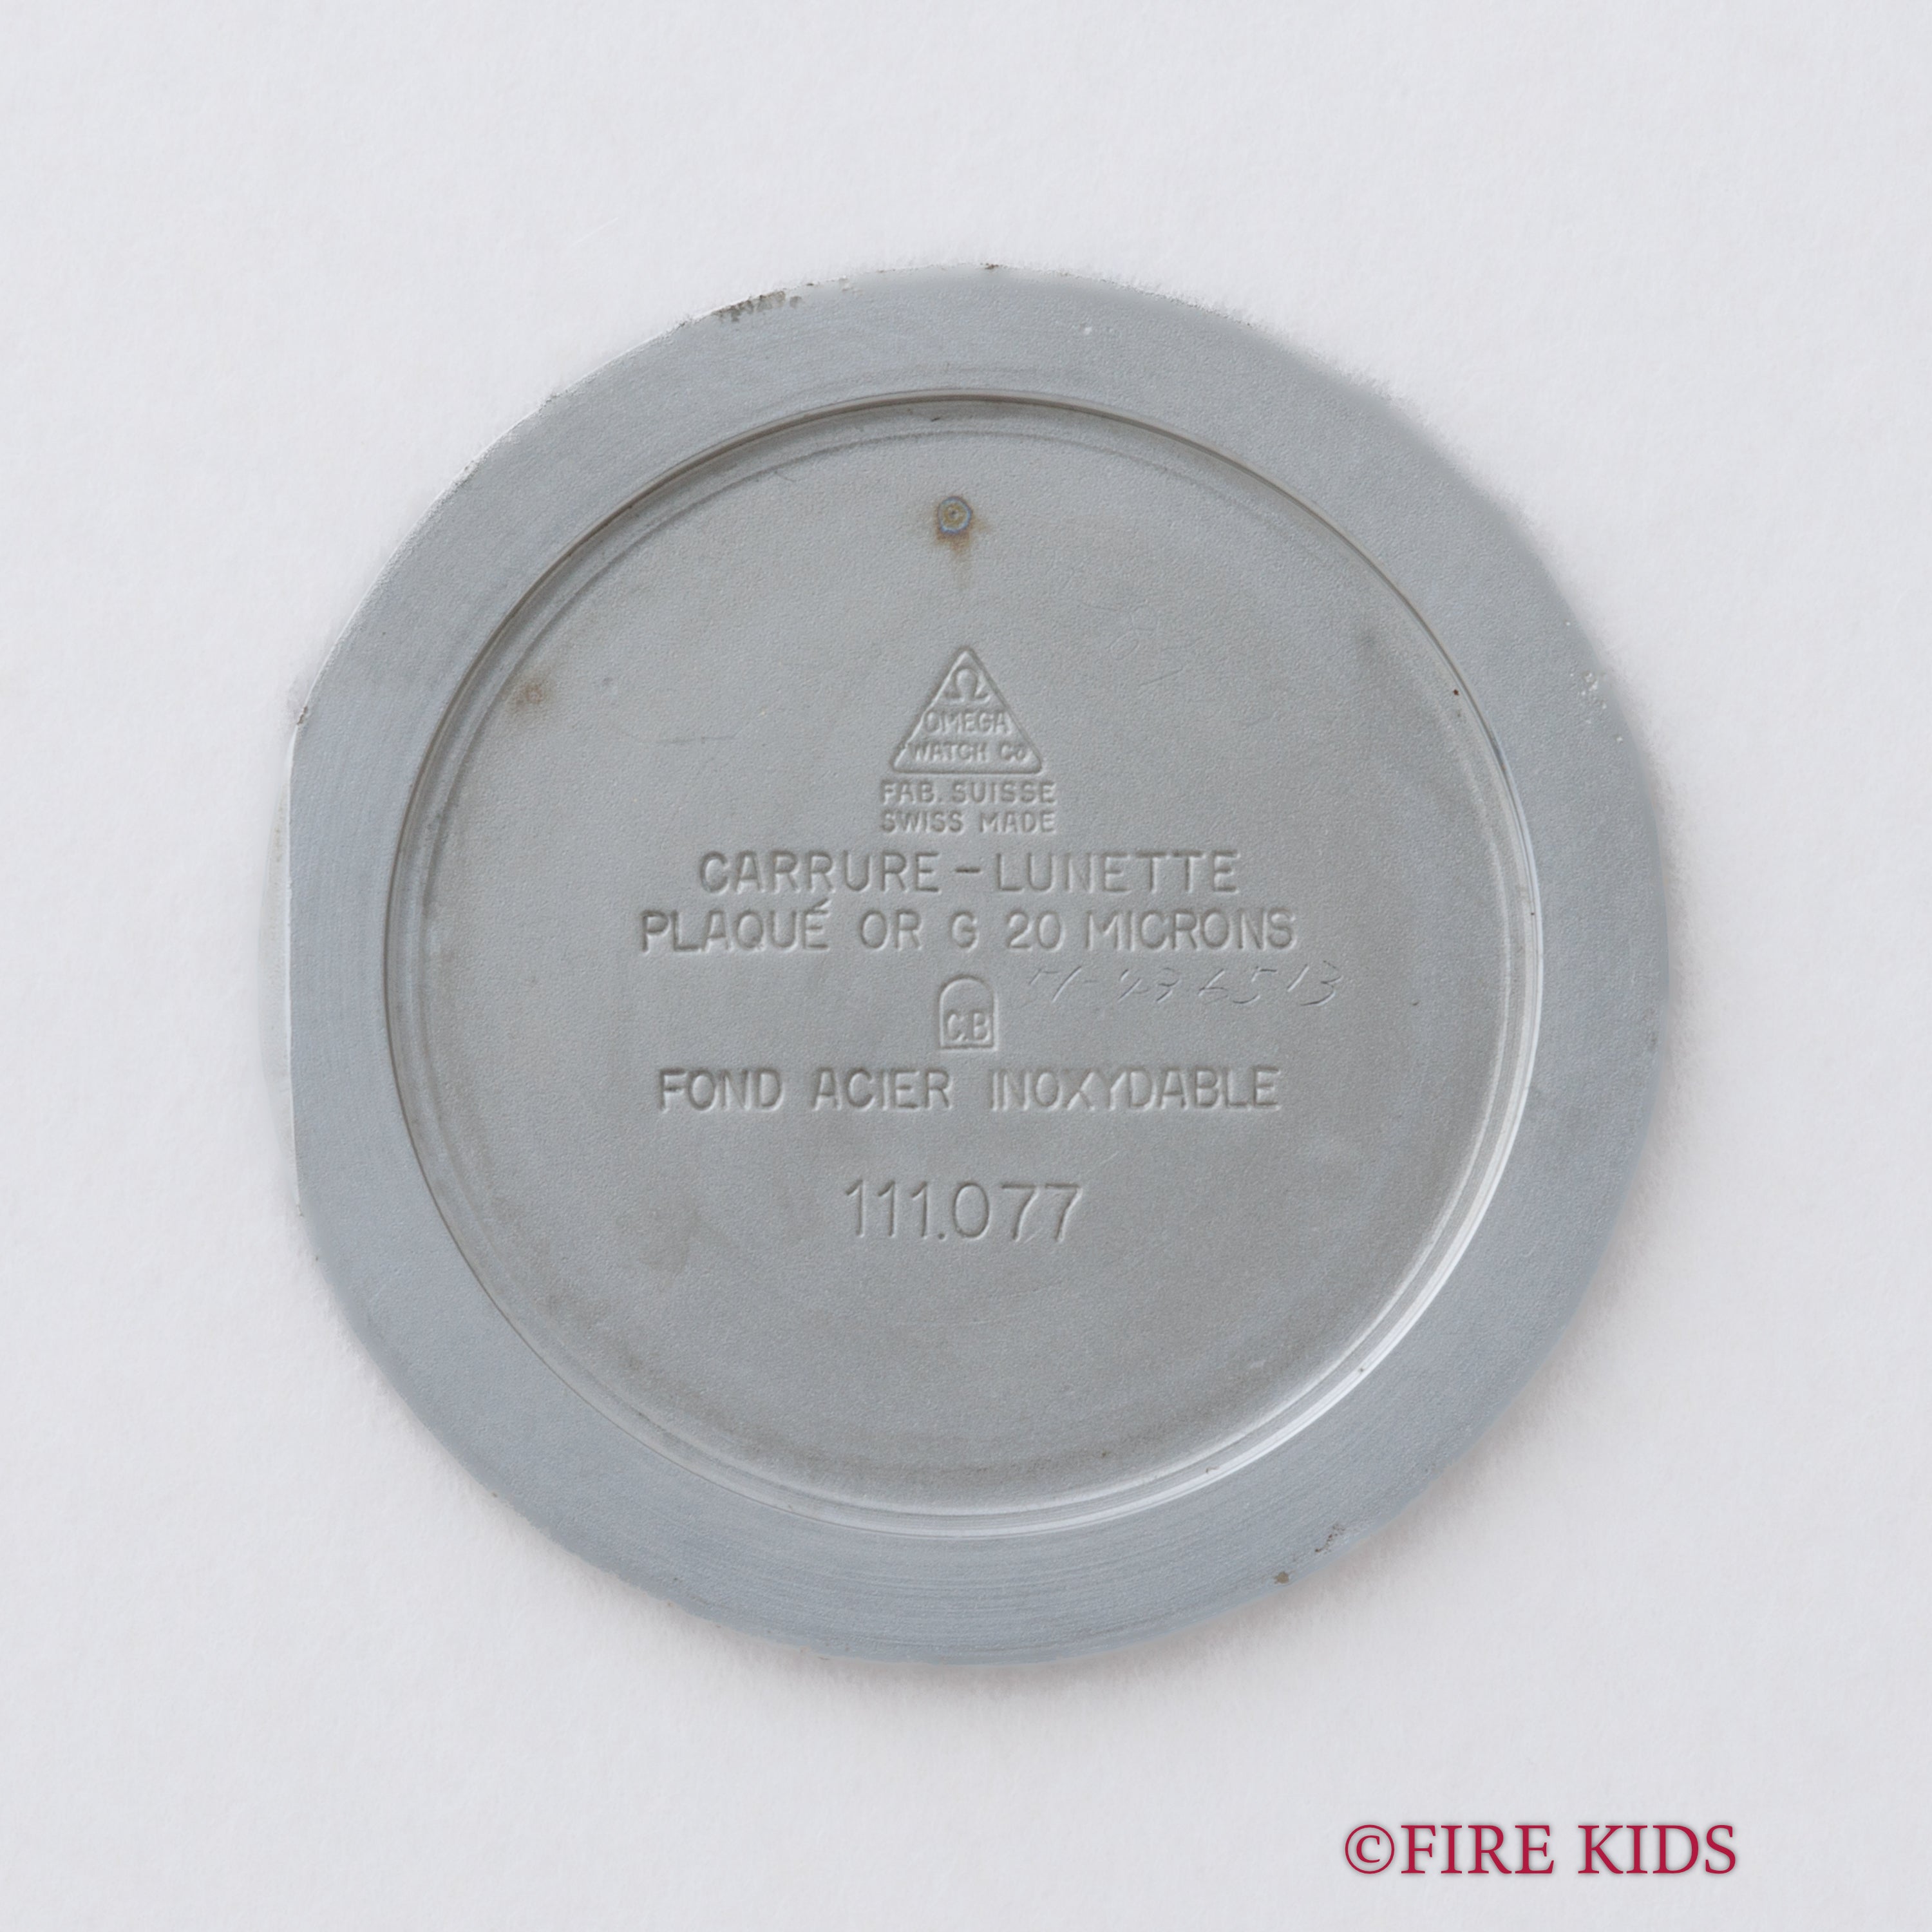 Ω
OMEGA
WATCH Co
FAB. SUISSE
SWISS MADE
CARRURE - LUNETTE
PLAQUÉ OR G 20 MICRONS
C.B
FOND ACIER INOXYDABLE
111.077
©FIRE KIDS